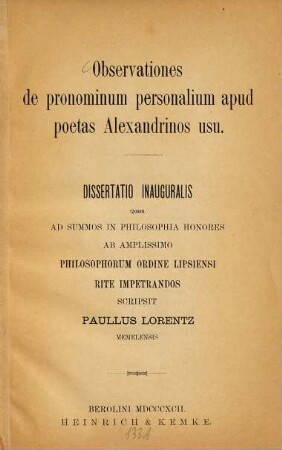 Observationes
de pronominum personalium apud
poetas Alexandrinos usu.
DISSERTATIO INAUGURALIS
QUAM
AD SUMMOS IN PHILOSOPHIA HONORES
AB AMPLISSIMO
PHILOSOPHORUM ORDINE LIPSIENSI
RITE IMPETRANDOS
SCRIPSIT
PAULLUS LORENTZ
MEMELENSIS
BEROLINI MDCCCXCII.
HEINRICH & KEMKE.